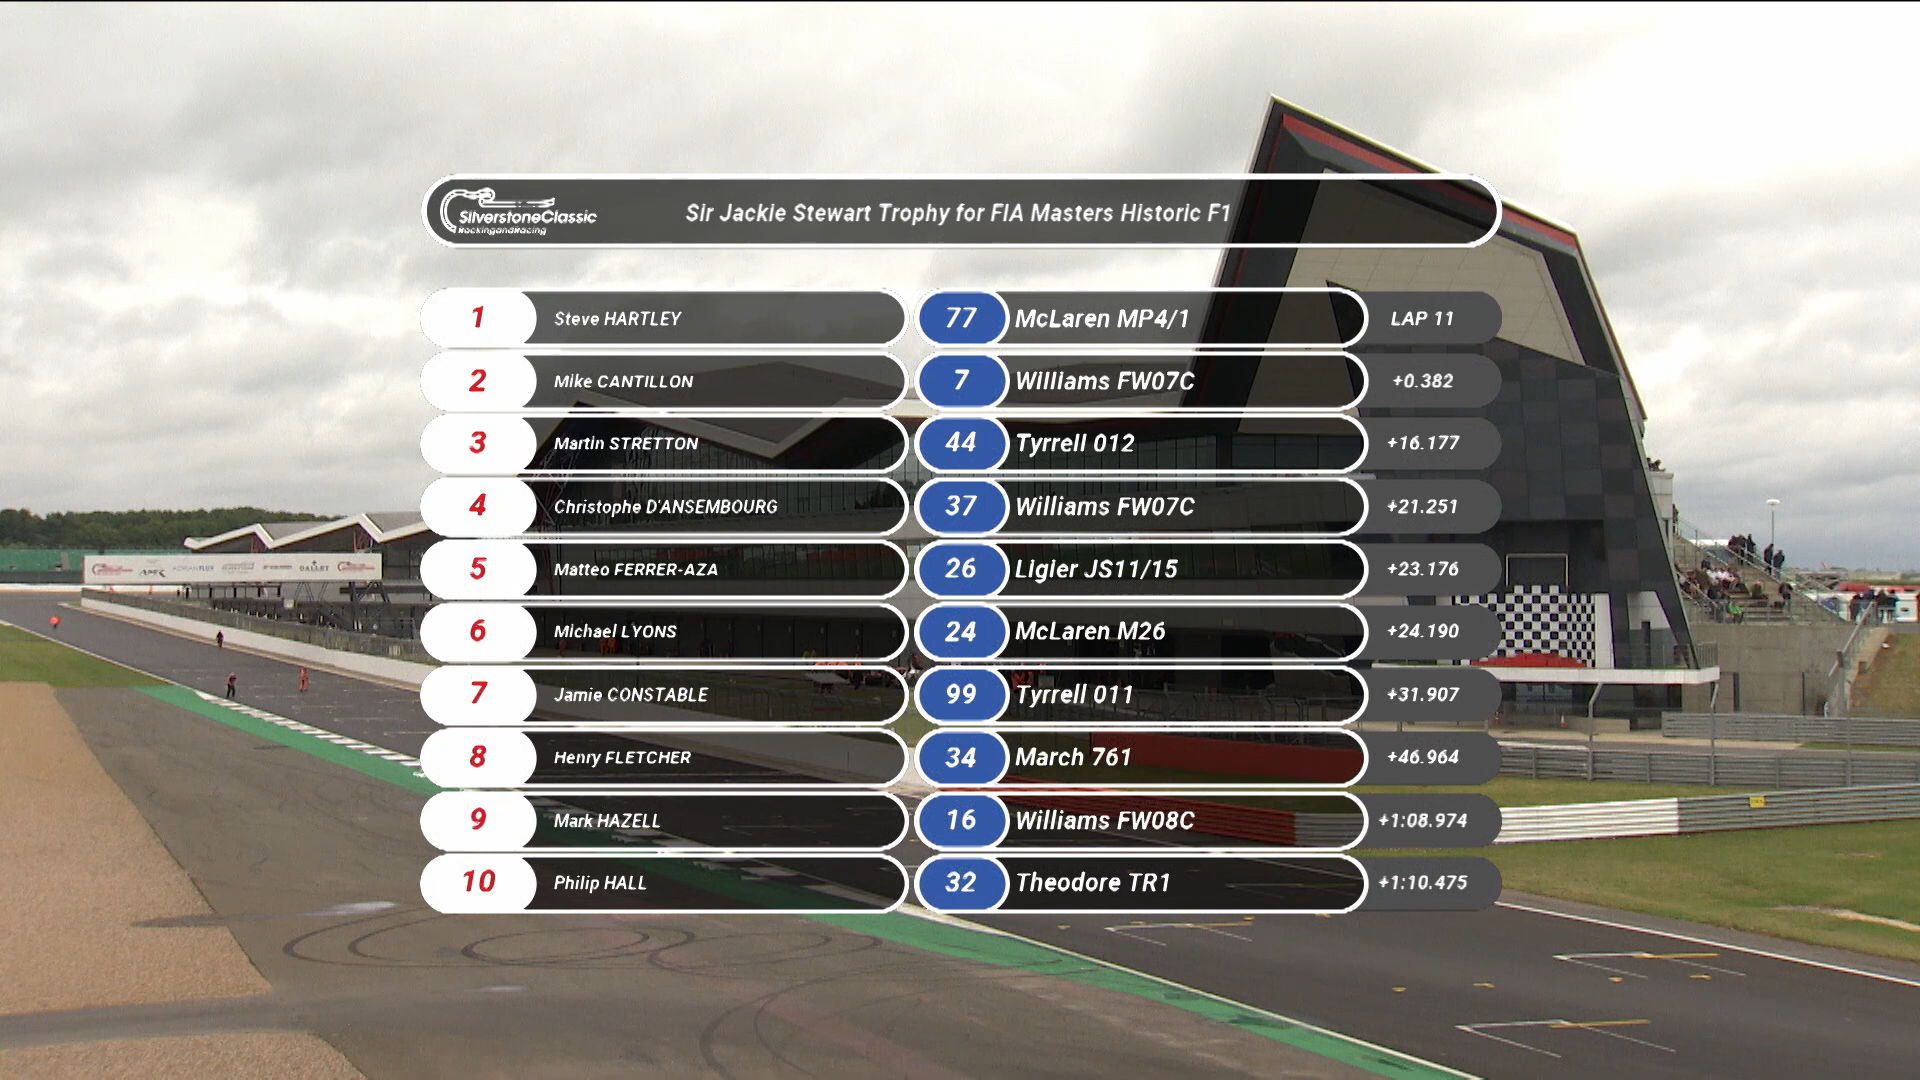 SilverstoneClassic
RockingandRacing
Sir Jackie Stewart Trophy for FIA Masters Historic F1
1 Steve HARTLEY 77 McLaren MP4/1 LAP 11
2 Mike CANTILLON 7 Williams FW07C +0.382
3 Martin STRETTON 44 Tyrrell 012 +16.177
4 Christophe D'ANSEMBOURG 37 Williams FW07C +21.251
5 Matteo FERRER-AZA 26 Ligier JS11/15 +23.176
6 Michael LYONS 24 McLaren M26 +24.190
7 Jamie CONSTABLE 99 Tyrrell 011 +31.907
8 Henry FLETCHER 34 March 761 +46.964
9 Mark HAZELL 16 Williams FW08C +1:08.974
10 Philip HALL 32 Theodore TR1 +1:10.475
ADRIANFLUX